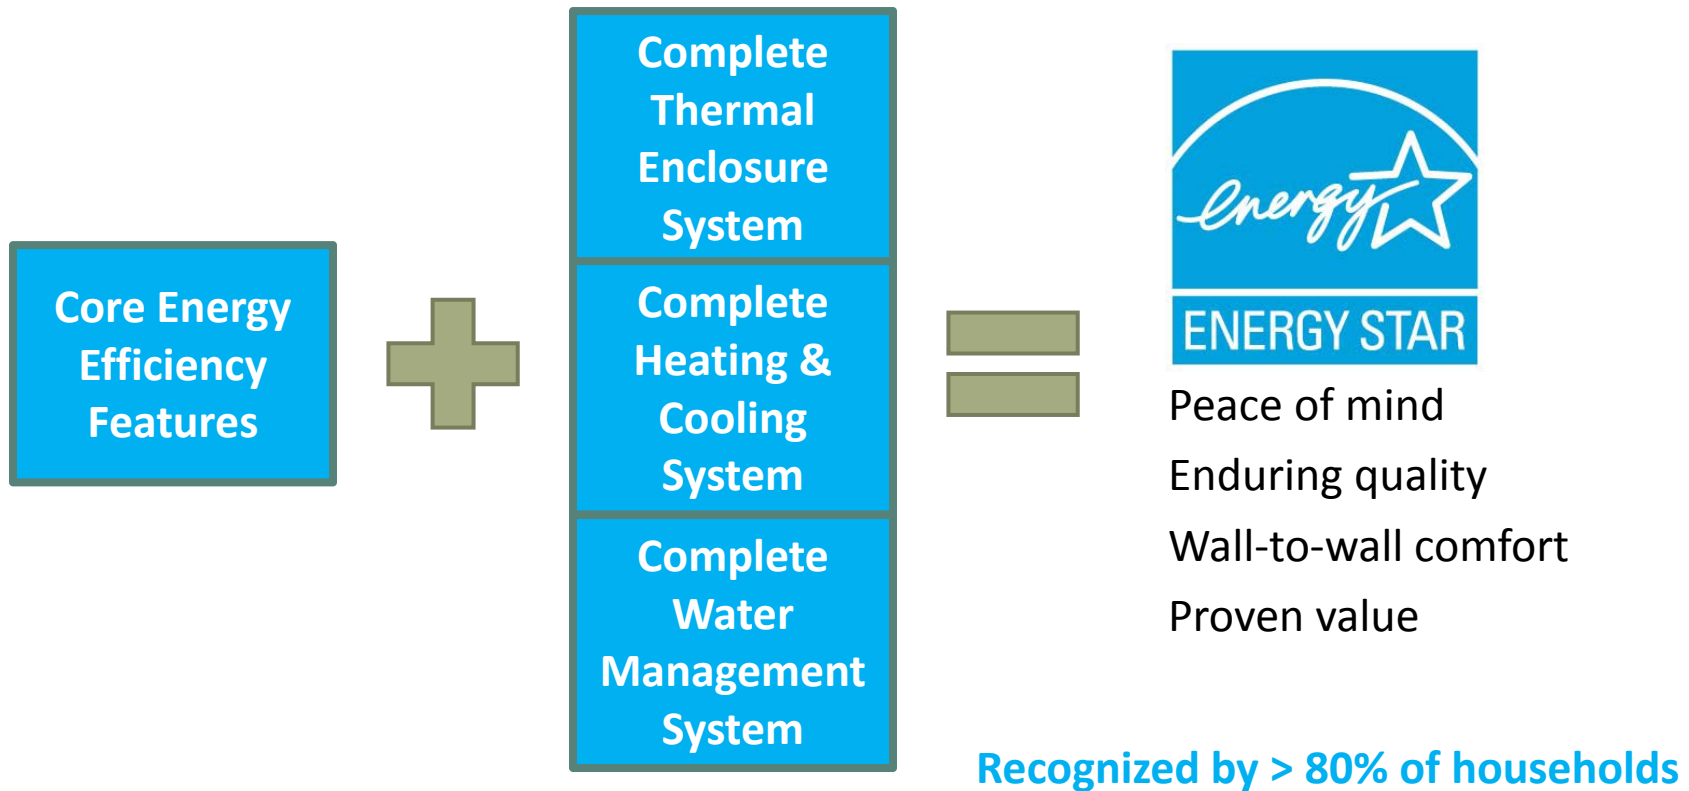 Core Energy
Efficiency
Features
Complete
Thermal
Enclosure
System
Complete
Heating &
Cooling
System
Complete
Water
Management
System
energy
ENERGY STAR
Peace of mind
Enduring quality
Wall-to-wall comfort
Proven value
Recognized by > 80% of households